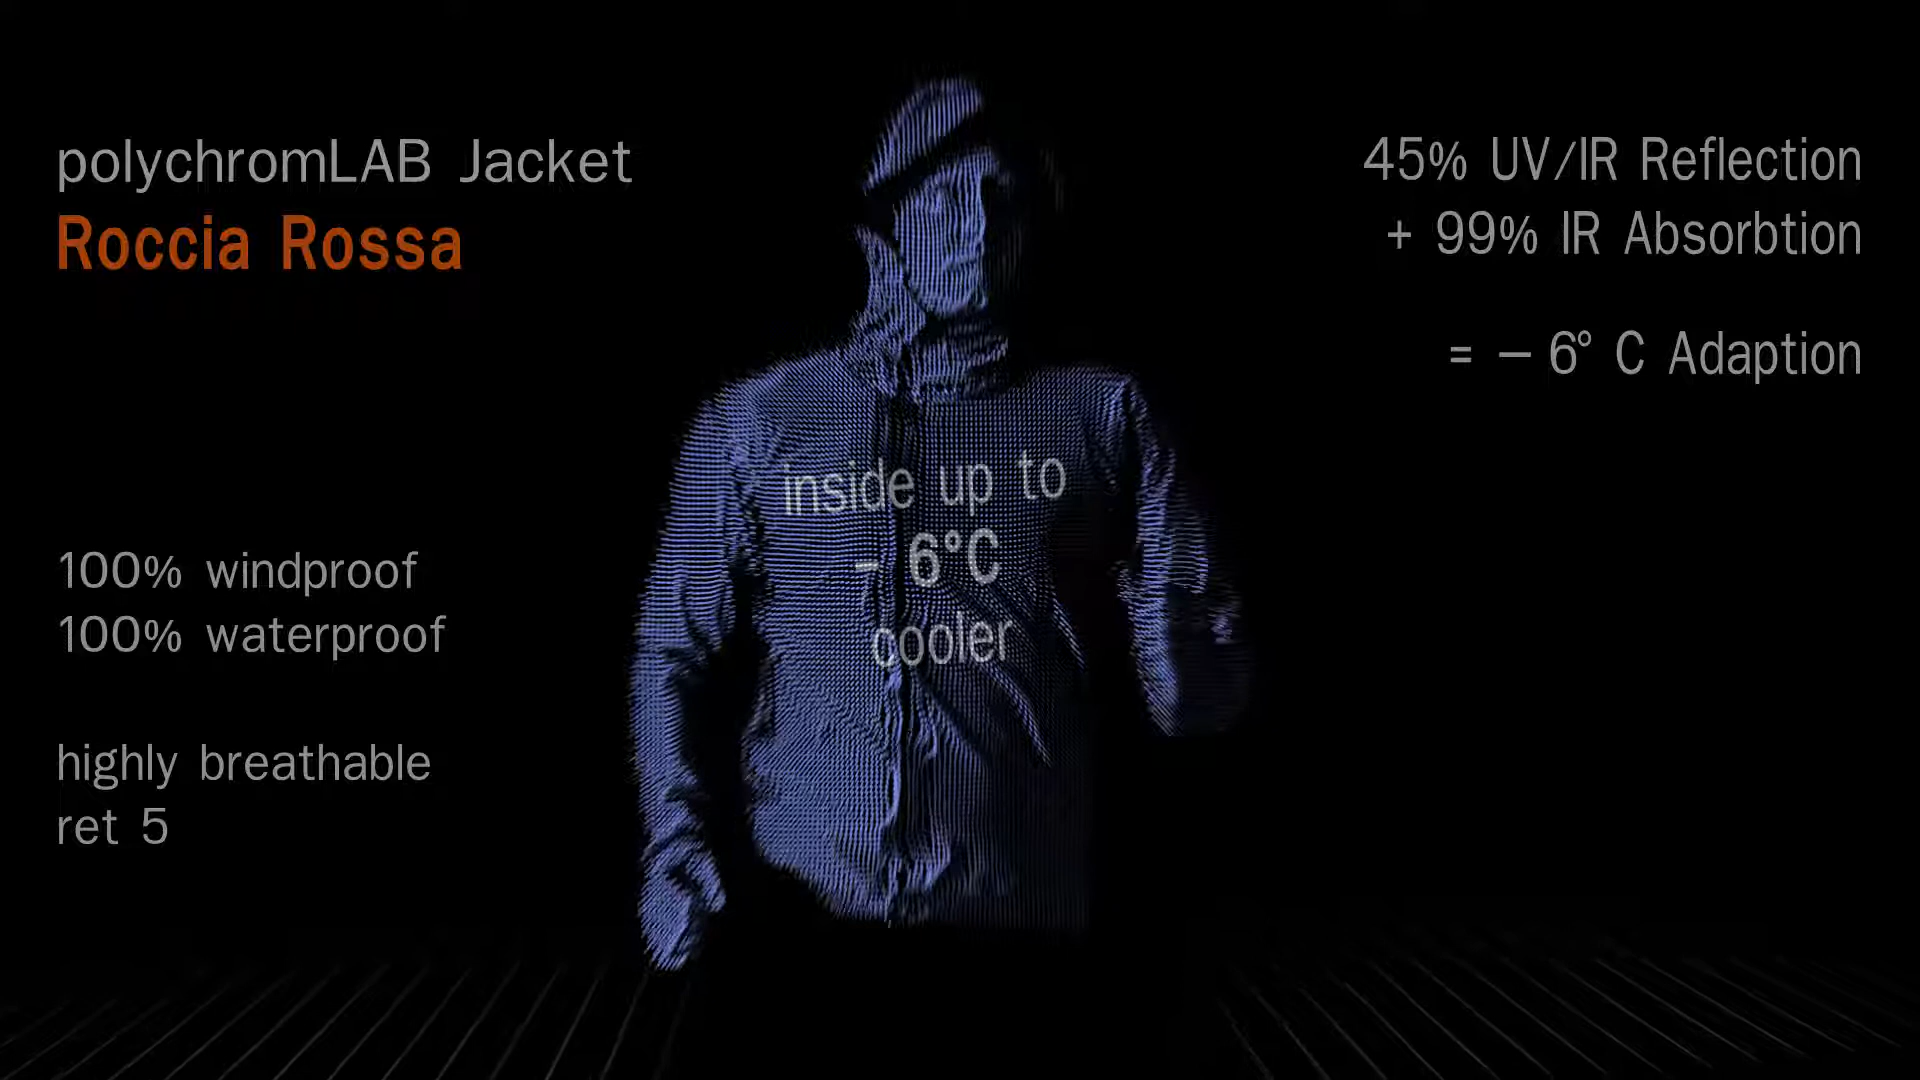 polychromLAB Jacket
Roccia Rossa
100% windproof
100% waterproof
highly breathable
ret 5
inside up to
- 6°C
cooler
45% UV/IR Reflection
+ 99% IR Absorbtion
= – 6° C Adaption